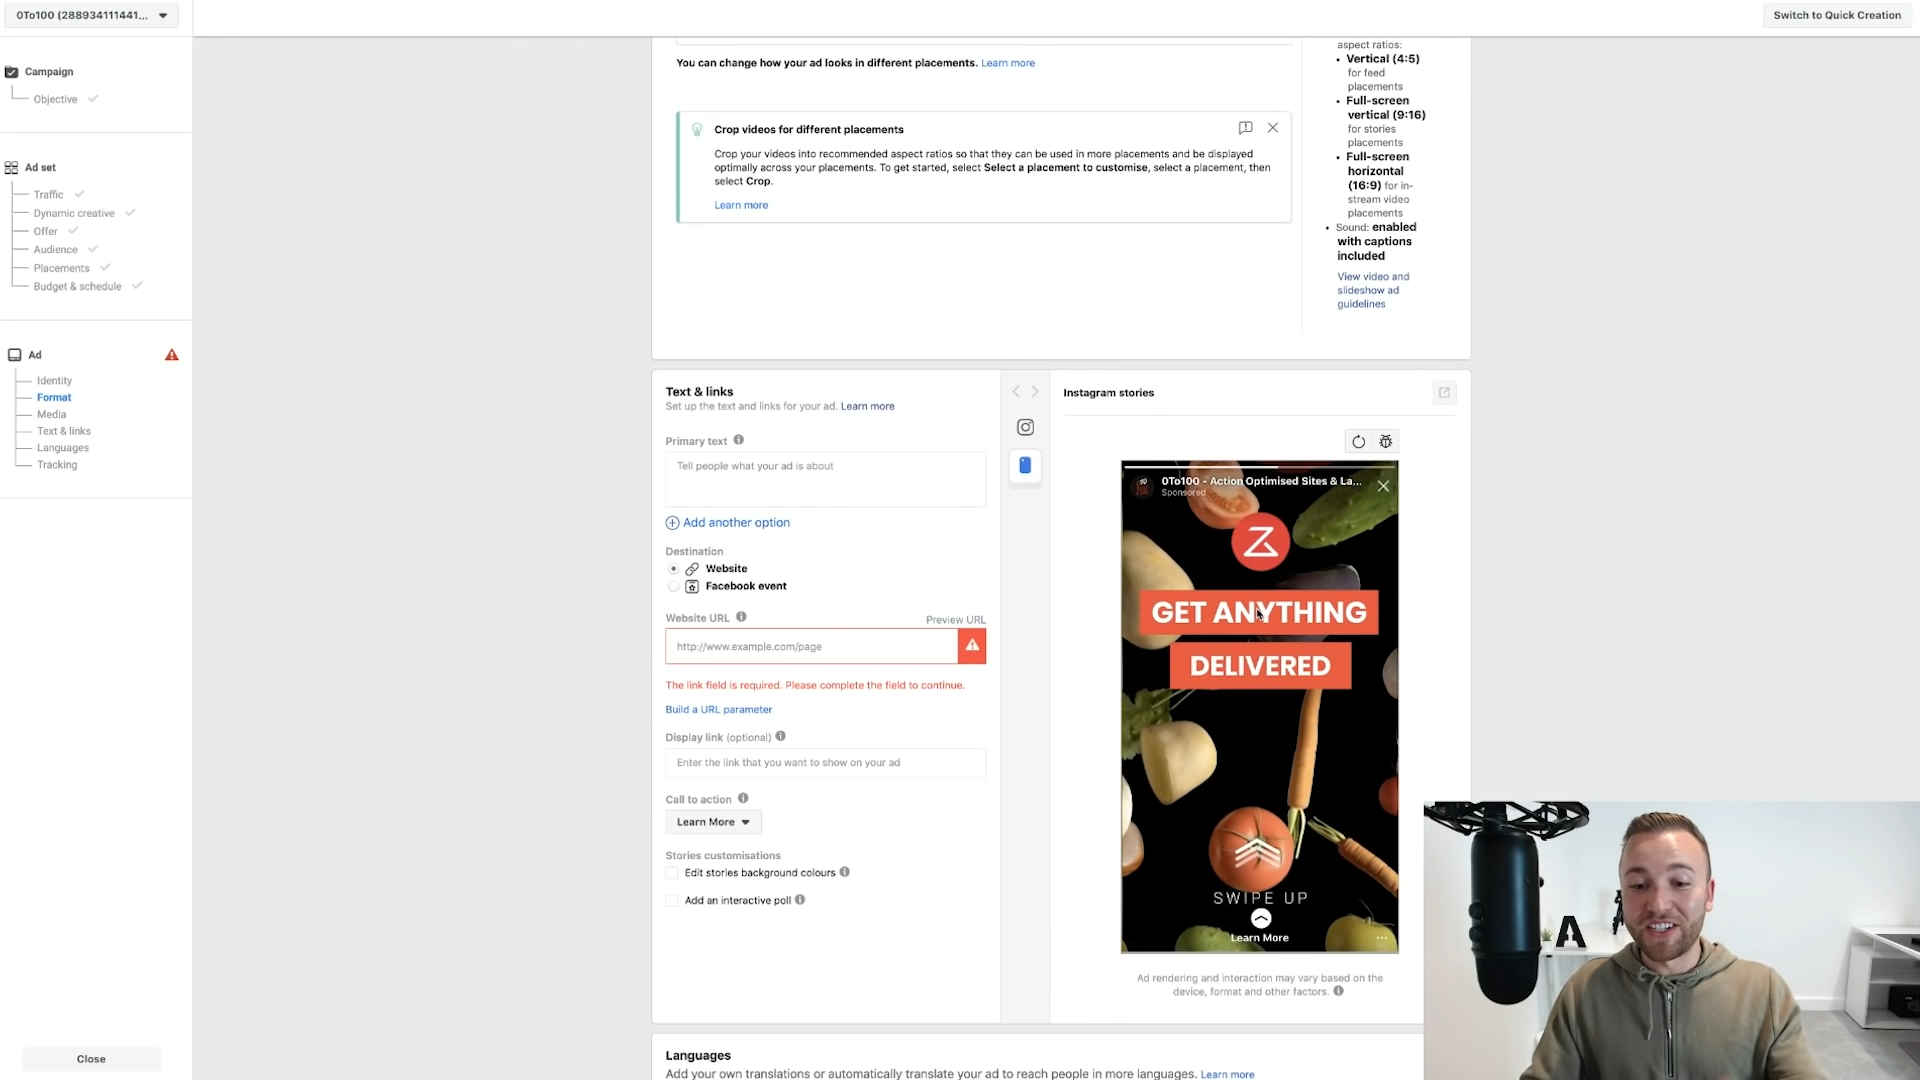 0To100 (288934111441...
Switch to Quick Creation
Campaign
Objective
Ad set
Traffic
Dynamic creative
Offer
Audience
Placements
Budget & schedule
Ad
Identity
Format
Media
Text & links
Languages
Tracking
Close
You can change how your ad looks in different placements. Learn more
Crop videos for different placements
Crop your videos into recommended aspect ratios so that they can be used in more placements and be displayed
optimally across your placements. To get started, select Select a placement to customise, select a placement, then
select Crop.
Learn more
aspect ratios:
• Vertical (4:5)
for feed
placements
• Full-screen
vertical (9:16)
for stories
placements
• Full-screen
horizontal
(16:9) for in-
stream video
placements
• Sound: enabled
with captions
included
View video and
slideshow ad
guidelines
Text & links
Set up the text and links for your ad. Learn more
Primary text
Tell people what your ad is about
Add another option
Destination
Website
Facebook event
Website URL
Preview URL
http://www.example.com/page
The link field is required. Please complete the field to continue.
Build a URL parameter
Display link (optional)
Enter the link that you want to show on your ad
Call to action
Learn More
Stories customisations
Edit stories background colours
Add an interactive poll
Instagram stories
0To100 - Action Optimised Sites & La...
Sponsored
GET ANYTHING
DELIVERED
SWIPE UP
Learn More
Ad rendering and interaction may vary based on the
device, format and other factors.
Languages
Add your own translations or automatically translate your ad to reach people in more languages. Learn more
A